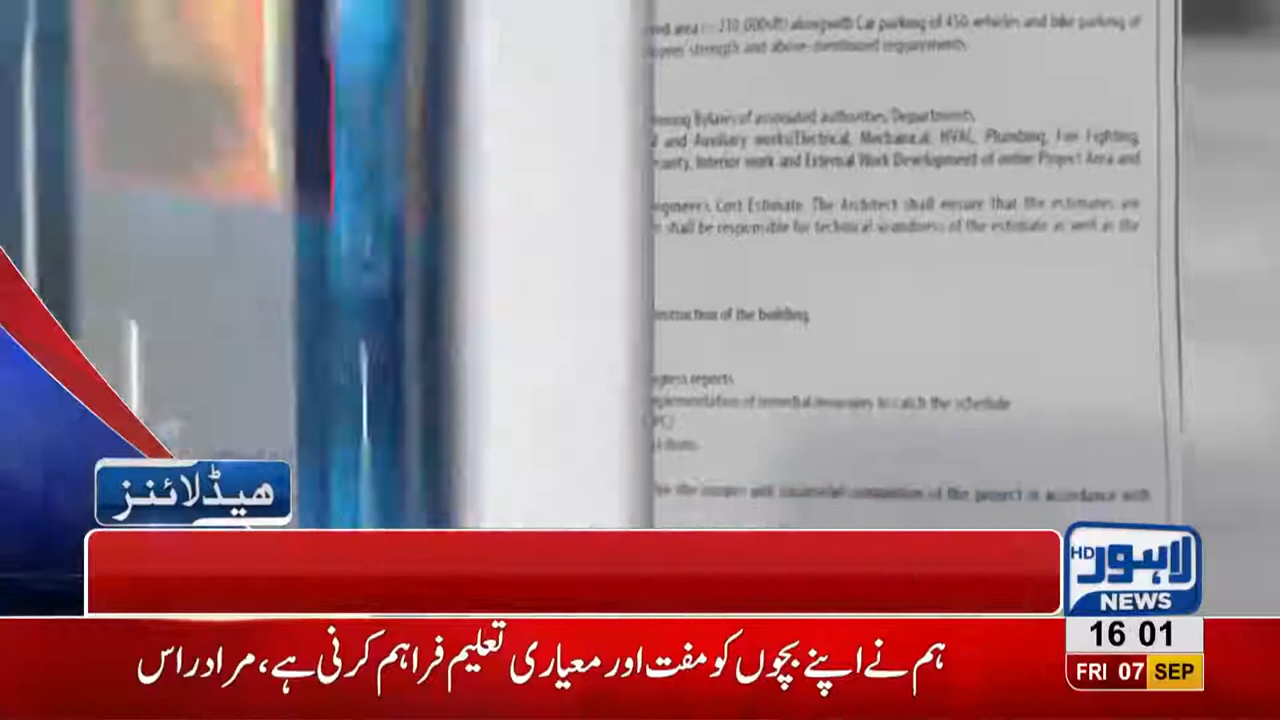 area : 210,000sft) alongwith Car parking of 450 vehicles and bike parking of
strength and above-mentioned requirements.
Bylaws of associated authorities/Departments.
and Auxiliary works(Electrical, Mechanical, HVAC, Plumbing, Fire Fighting,
Interior work and External Work Development of entire Project Area and
Cost Estimate. The Architect shall ensure that the estimates are
shall be responsible for technical soundness of the estimate as well as the
of the building.
reports
of remedial measures to catch the schedule
the proper and successful completion of the project in accordance with
ھیڈلائنز
HD لاہور
NEWS
16 01
FRI 07 SEP
ہم نے اپنے بچوں کو مفت اور معیاری تعلیم فراہم کرنی ہے، مراد راس